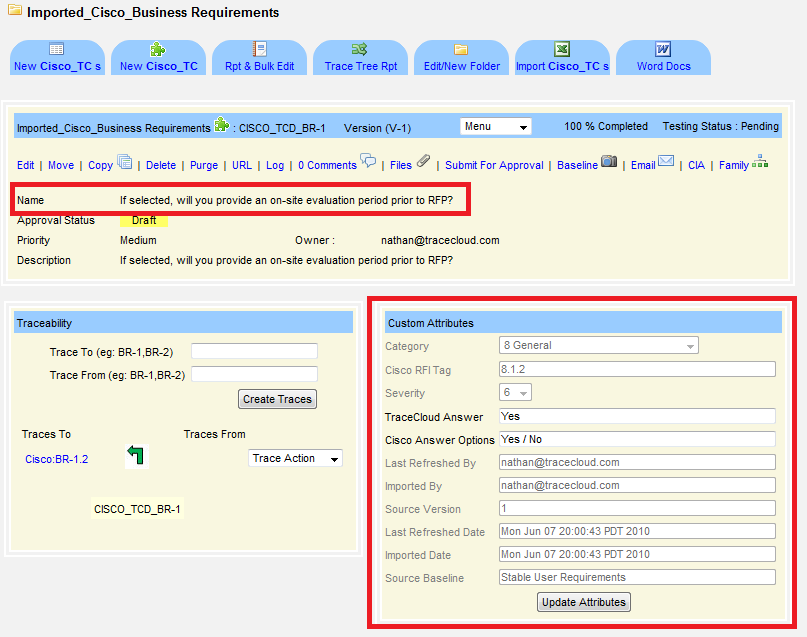 Imported_Cisco_Business Requirements
New Cisco_TC s
New Cisco_TC
Rpt & Bulk Edit
Trace Tree Rpt
Edit/New Folder
Import Cisco_TC s
Word Docs
Imported_Cisco_Business Requirements : CISCO_TCD_BR-1 Version (V-1) Menu 100 % Completed Testing Status : Pending
Edit | Move | Copy | Delete | Purge | URL | Log | 0 Comments | Files | Submit For Approval | Baseline | Email | CIA | Family
Name If selected, will you provide an on-site evaluation period prior to RFP?
Approval Status Draft
Priority Medium Owner : nathan@tracecloud.com
Description If selected, will you provide an on-site evaluation period prior to RFP?
Traceability
Trace To (eg: BR-1,BR-2)
Trace From (eg: BR-1,BR-2)
Create Traces
Traces To Traces From
Cisco:BR-1.2 Trace Action
CISCO_TCD_BR-1
Custom Attributes
Category 8 General
Cisco RFI Tag 8.1.2
Severity 6
TraceCloud Answer Yes
Cisco Answer Options Yes / No
Last Refreshed By nathan@tracecloud.com
Imported By nathan@tracecloud.com
Source Version 1
Last Refreshed Date Mon Jun 07 20:00:43 PDT 2010
Imported Date Mon Jun 07 20:00:43 PDT 2010
Source Baseline Stable User Requirements
Update Attributes